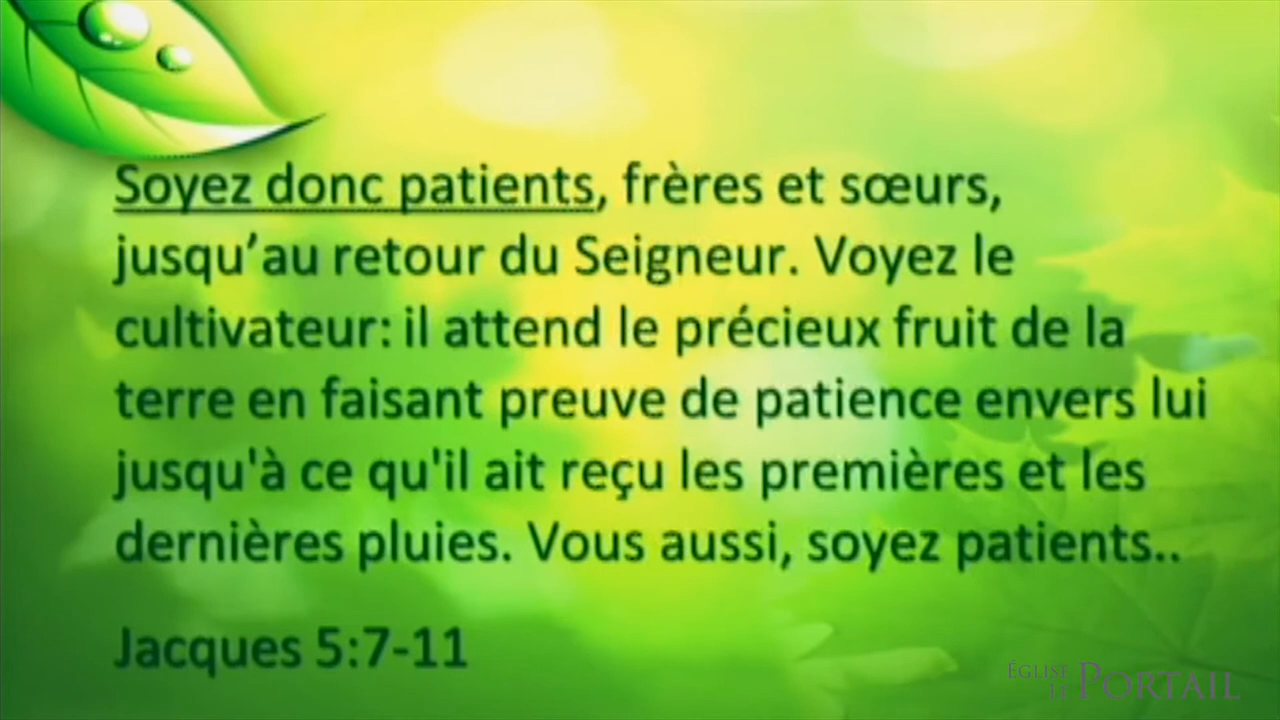 Soyez donc patients, frères et sœurs,
jusqu’au retour du Seigneur. Voyez le
cultivateur: il attend le précieux fruit de la
terre en faisant preuve de patience envers lui
jusqu'à ce qu'il ait reçu les premières et les
dernières pluies. Vous aussi, soyez patients..
Jacques 5:7-11
ÉGLISE
LE PORTAIL